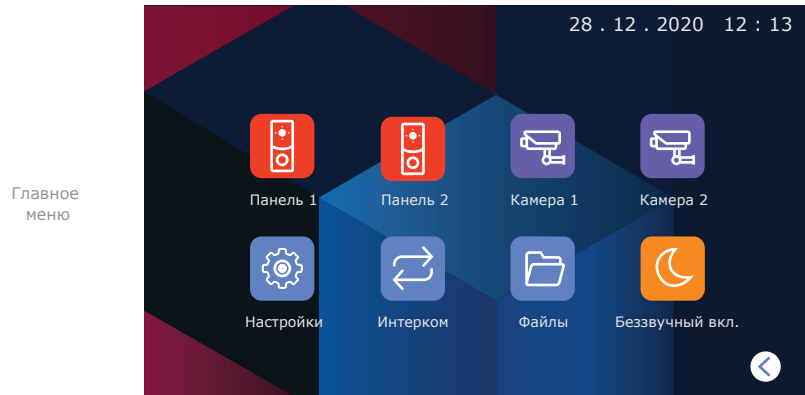 28 . 12 . 2020 12 : 13
Главное
меню
Панель 1
Панель 2
Камера 1
Камера 2
Настройки
Интерком
Файлы
Беззвучный вкл.